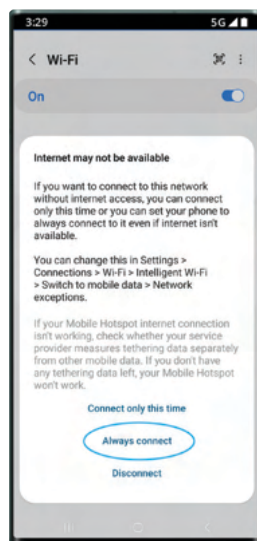 3:29 5G
Wi-Fi
On
Internet may not be available
If you want to connect to this network
without internet access, you can connect
only this time or you can set your phone to
always connect to it even if internet isn't
available.
You can change this in Settings >
Connections > Wi-Fi > Intelligent Wi-Fi
> Switch to mobile data > Network
exceptions.
If your Mobile Hotspot internet connection
isn't working, check whether your service
provider measures tethering data separately
from other mobile data. If you don't have
any tethering data left, your Mobile Hotspot
won't work.
Connect only this time
Always connect
Disconnect